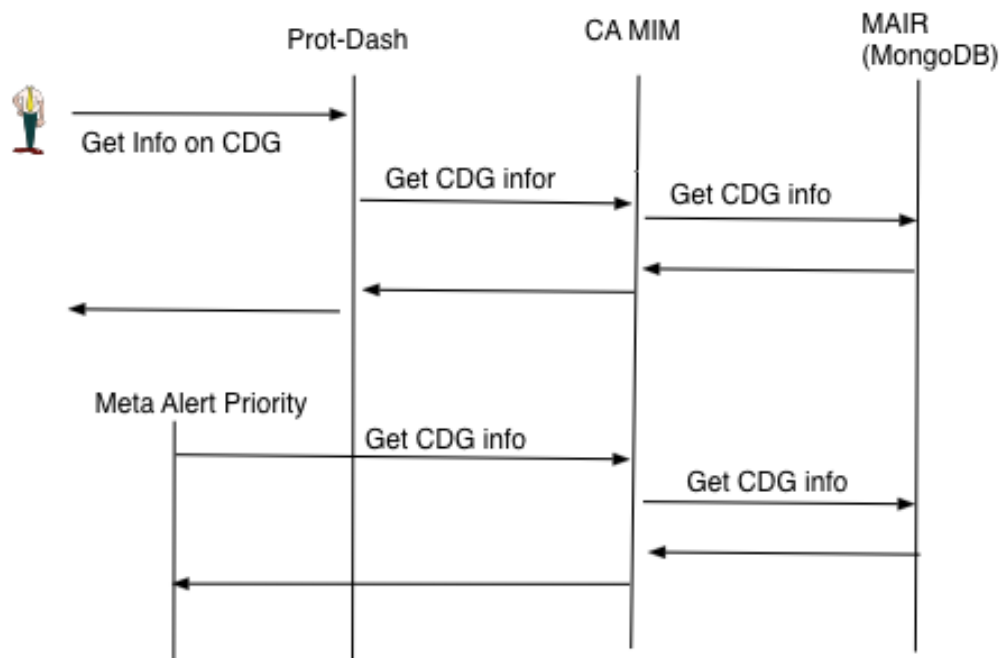 Prot-Dash
CA MIM
MAIR
(MongoDB)
Get Info on CDG
Get CDG infor
Get CDG info
Meta Alert Priority
Get CDG info
Get CDG info